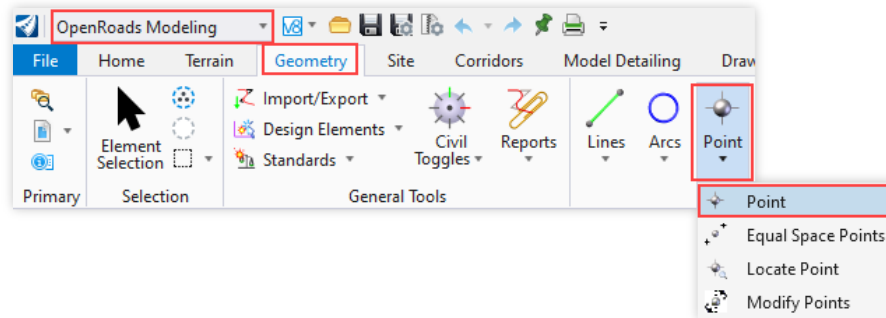 OpenRoads Modeling
File Home Terrain Geometry Site Corridors Model Detailing Draw
Import/Export
Design Elements
Standards
Element
Selection
Civil
Toggles
Reports
Lines
Arcs
Point
Primary Selection General Tools
Point
Equal Space Points
Locate Point
Modify Points